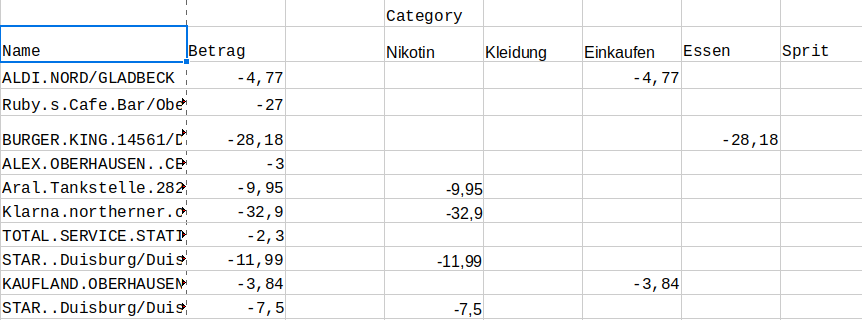 Category
Name Betrag Nikotin Kleidung Einkaufen Essen Sprit
ALDI.NORD/GLADBECK -4,77 -4,77
Ruby.s.Cafe.Bar/Obe -27
BURGER.KING.14561/D -28,18 -28,18
ALEX.OBERHAUSEN..CE -3
Aral.Tankstelle.282 -9,95 -9,95
Klarna.northerner.c -32,9 -32,9
TOTAL.SERVICE.STATI -2,3
STAR..Duisburg/Duis -11,99 -11,99
KAUFLAND.OBERHAUSEN -3,84 -3,84
STAR..Duisburg/Duis -7,5 -7,5